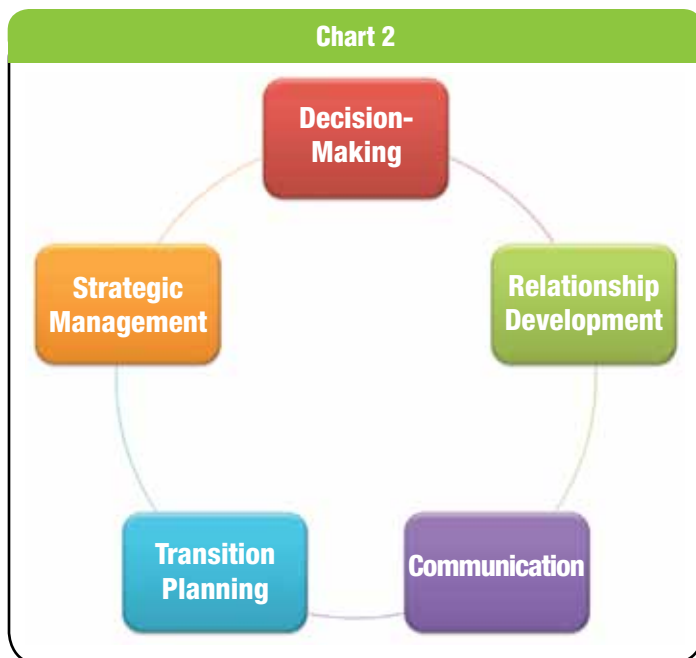 Chart 2
Decision-
Making
Relationship
Development
Communication
Transition
Planning
Strategic
Management